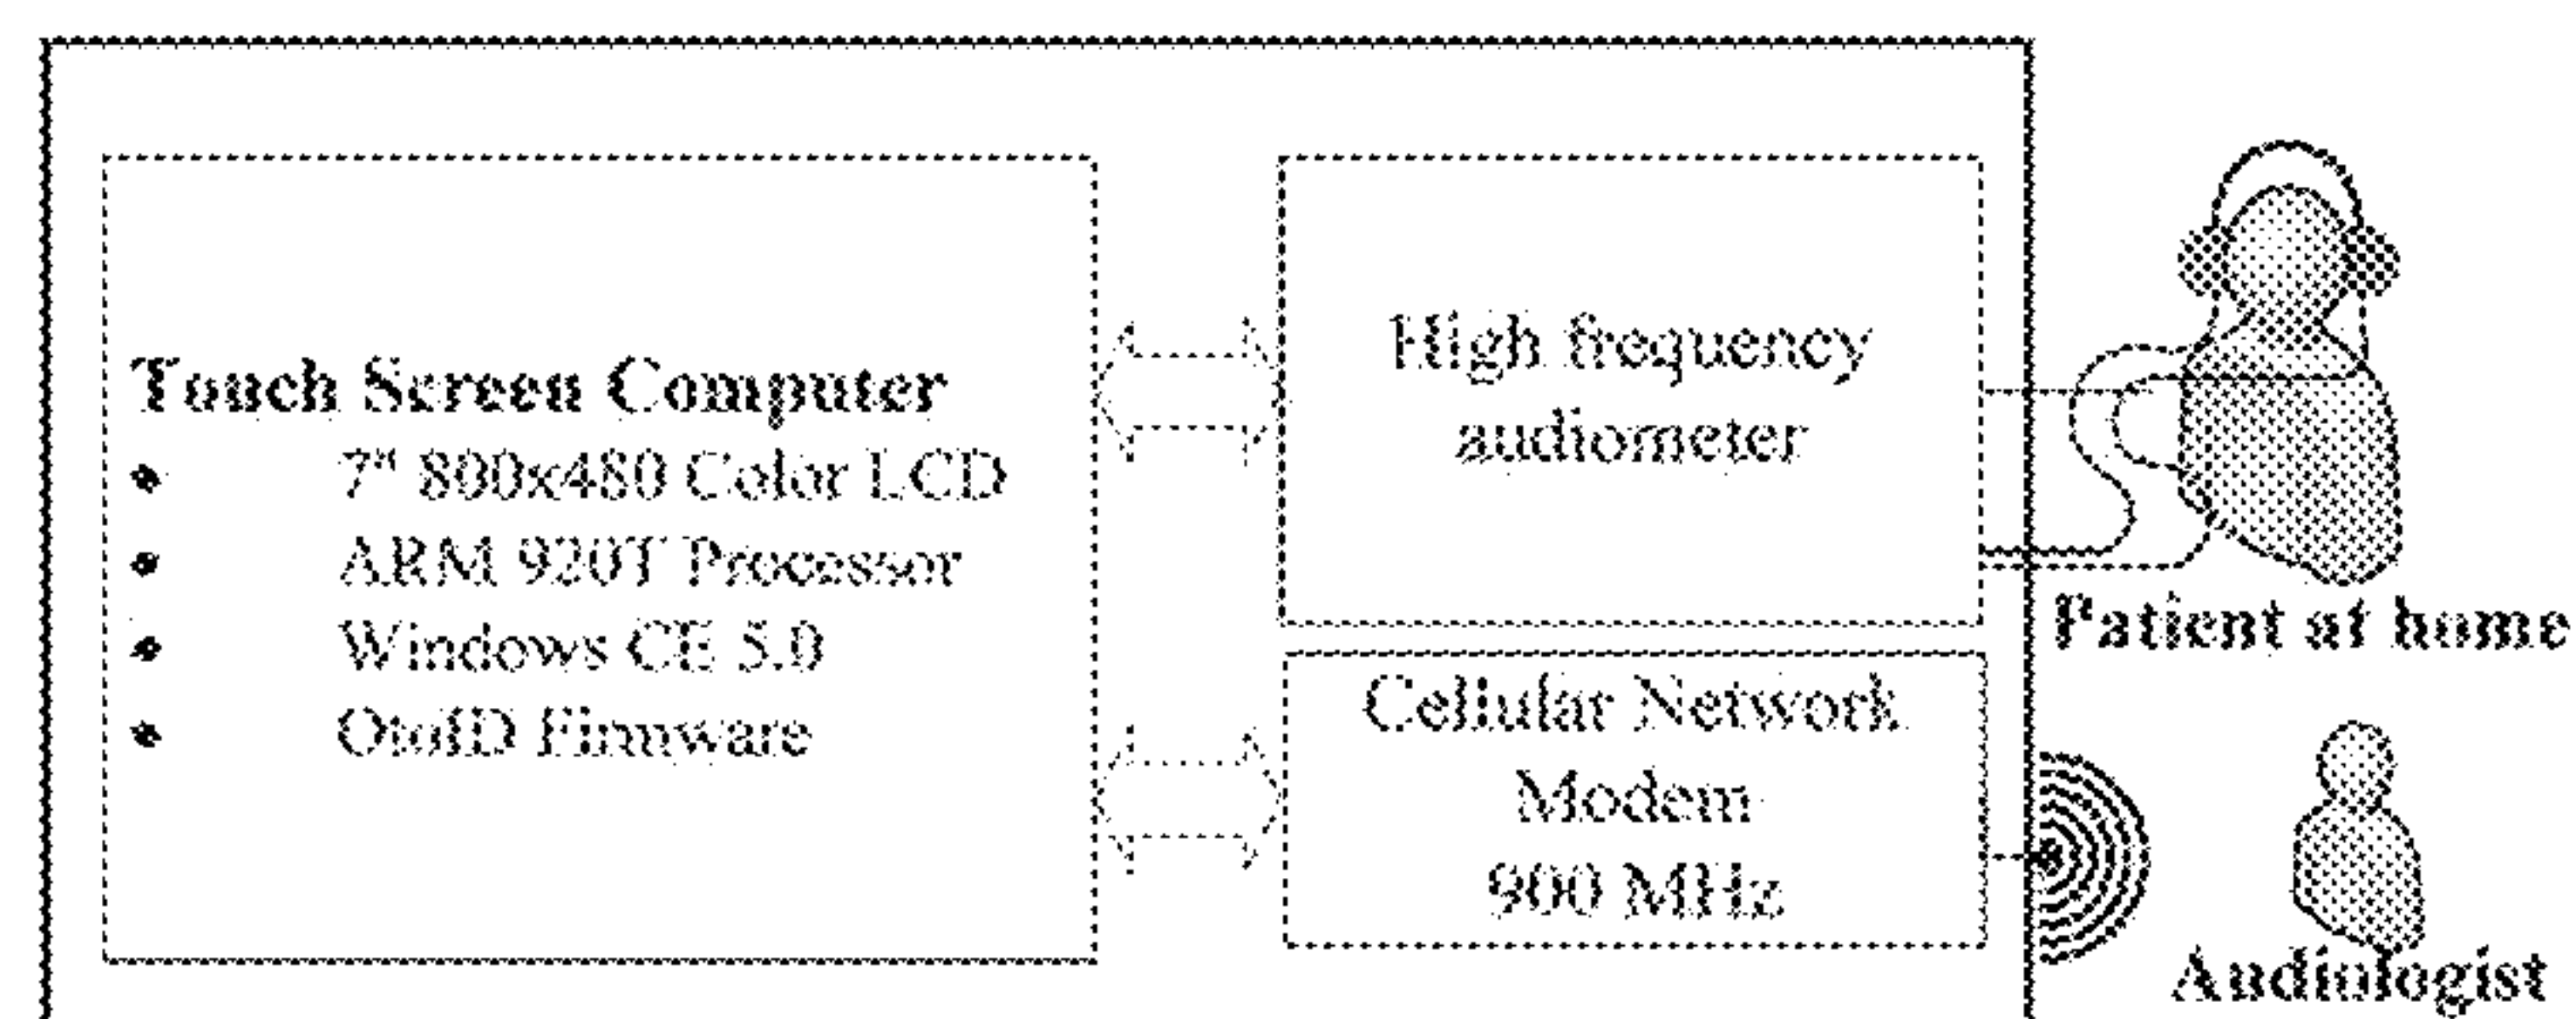 Touch Screen Computer
• 7" 800x480 Color LCD
• ARM 920T Processor
• Windows CE 5.0
• OtoID Firmware
High frequency
audiometer
Cellular Network
Modem
900 MHz
Patient at home
Audiologist